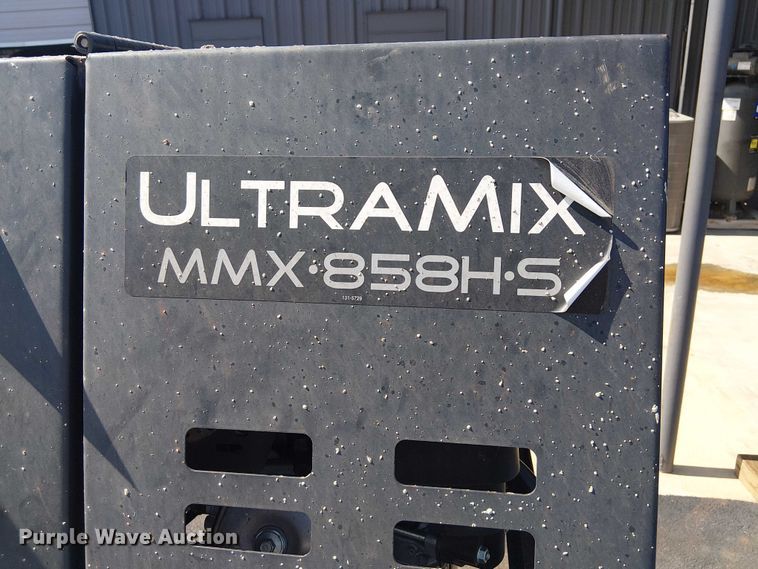 ULTRAMIX
MMX•858H•S
131-5729
Purple Wave Auction